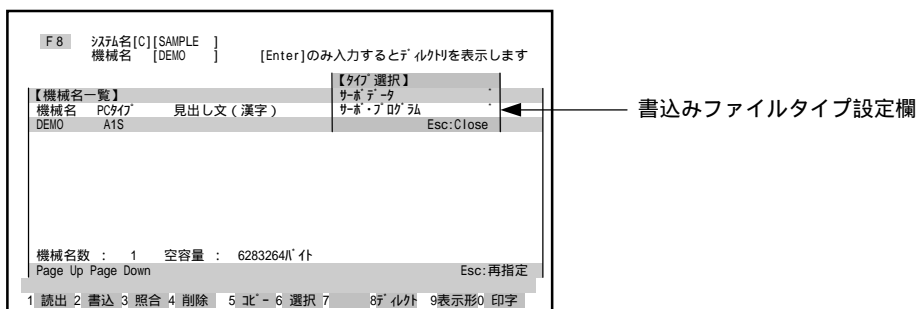 F8 ｼｽﾃﾑ名[C][SAMPLE ]
機械名 [DEMO ] [Enter]のみ入力するとﾃﾞｨﾚｸﾄﾘを表示します
【ﾀｲﾌﾟ選択】
【機械名一覧】 ｻｰﾎﾞﾃﾞｰﾀ
機械名 PCﾀｲﾌﾟ 見出し文(漢字) ｻｰﾎﾞ･ﾌﾟﾛｸﾞﾗﾑ
DEMO A1S Esc:Close
書込みファイルタイプ設定欄
機械名数 : 1 空容量 : 6283264ﾊﾞｲﾄ
Page Up Page Down Esc:再指定
1 読出 2 書込 3 照合 4 削除 5 ｺﾋﾟｰ 6 選択 7 8ﾃﾞｨﾚｸﾄ 9表示形0 印字